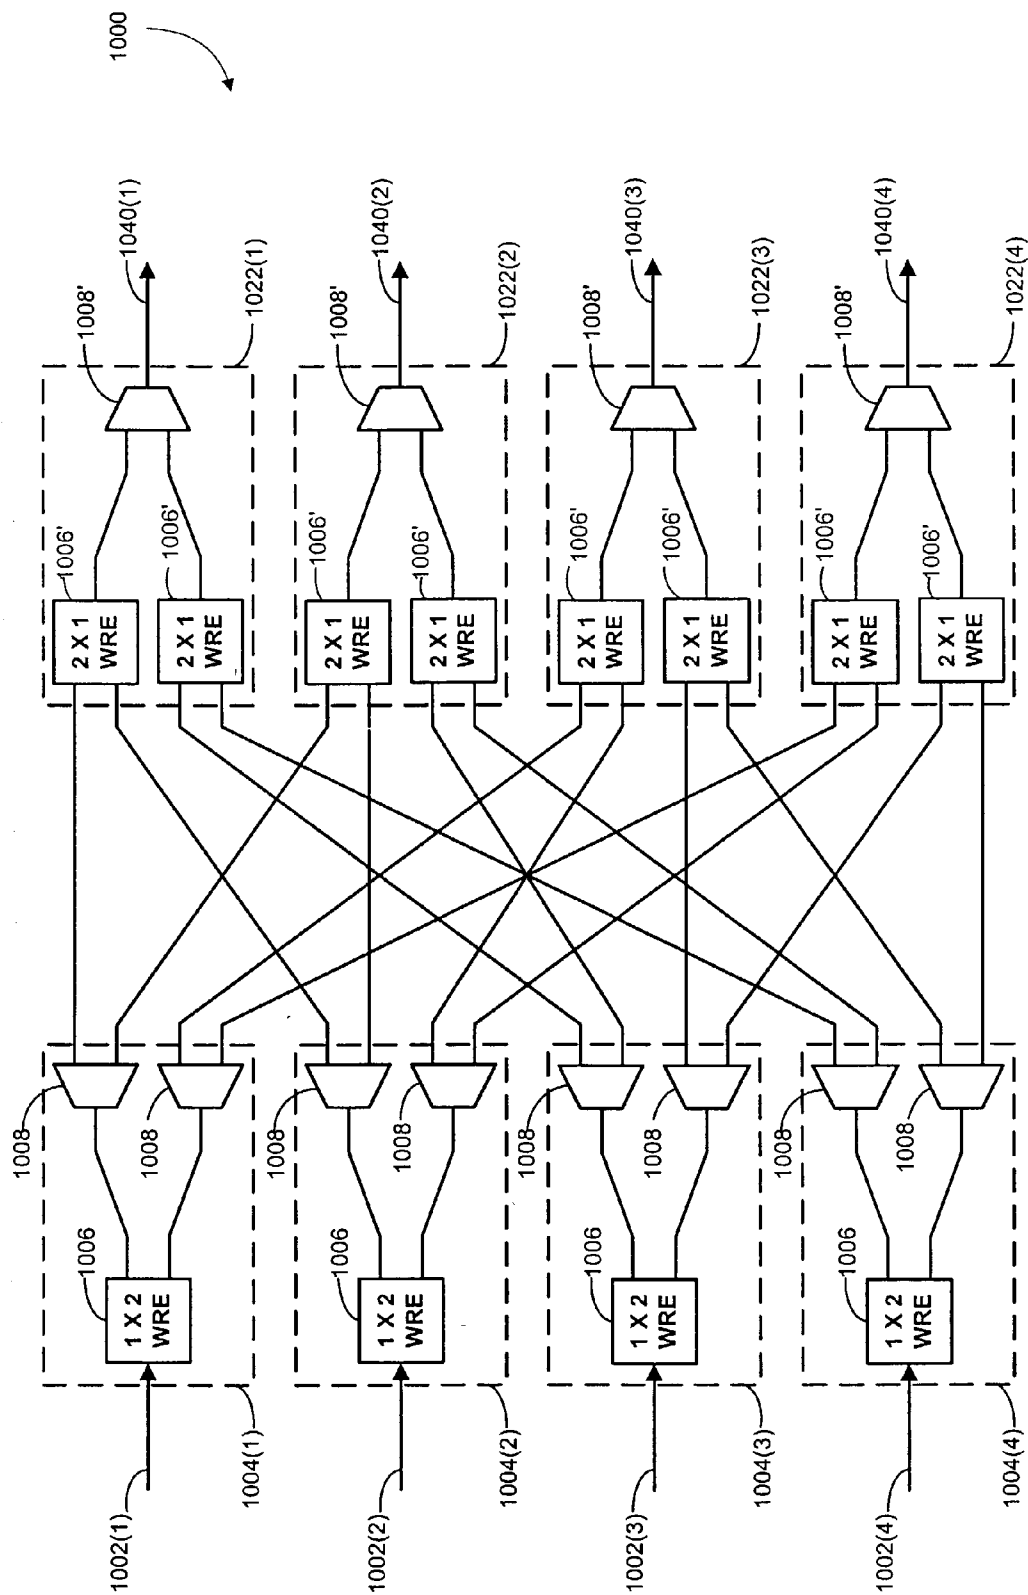 1000
1002(1)
1004(1)
1006
1 X 2
WRE
1008
1008
1006'
2 X 1
WRE
1006'
2 X 1
WRE
1008'
1022(1)
1040(1)
1002(2)
1004(2)
1006
1 X 2
WRE
1008
1008
1006'
2 X 1
WRE
1006'
2 X 1
WRE
1008'
1022(2)
1040(2)
1002(3)
1004(3)
1006
1 X 2
WRE
1008
1008
1006'
2 X 1
WRE
1006'
2 X 1
WRE
1008'
1022(3)
1040(3)
1002(4)
1004(4)
1006
1 X 2
WRE
1008
1008
1006'
2 X 1
WRE
1006'
2 X 1
WRE
1008'
1022(4)
1040(4)